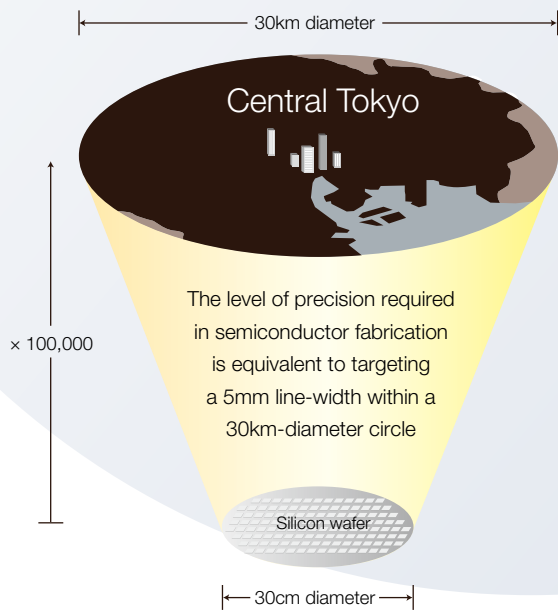 30km diameter
Central Tokyo
The level of precision required
in semiconductor fabrication
is equivalent to targeting
a 5mm line-width within a
30km-diameter circle
× 100,000
Silicon wafer
30cm diameter